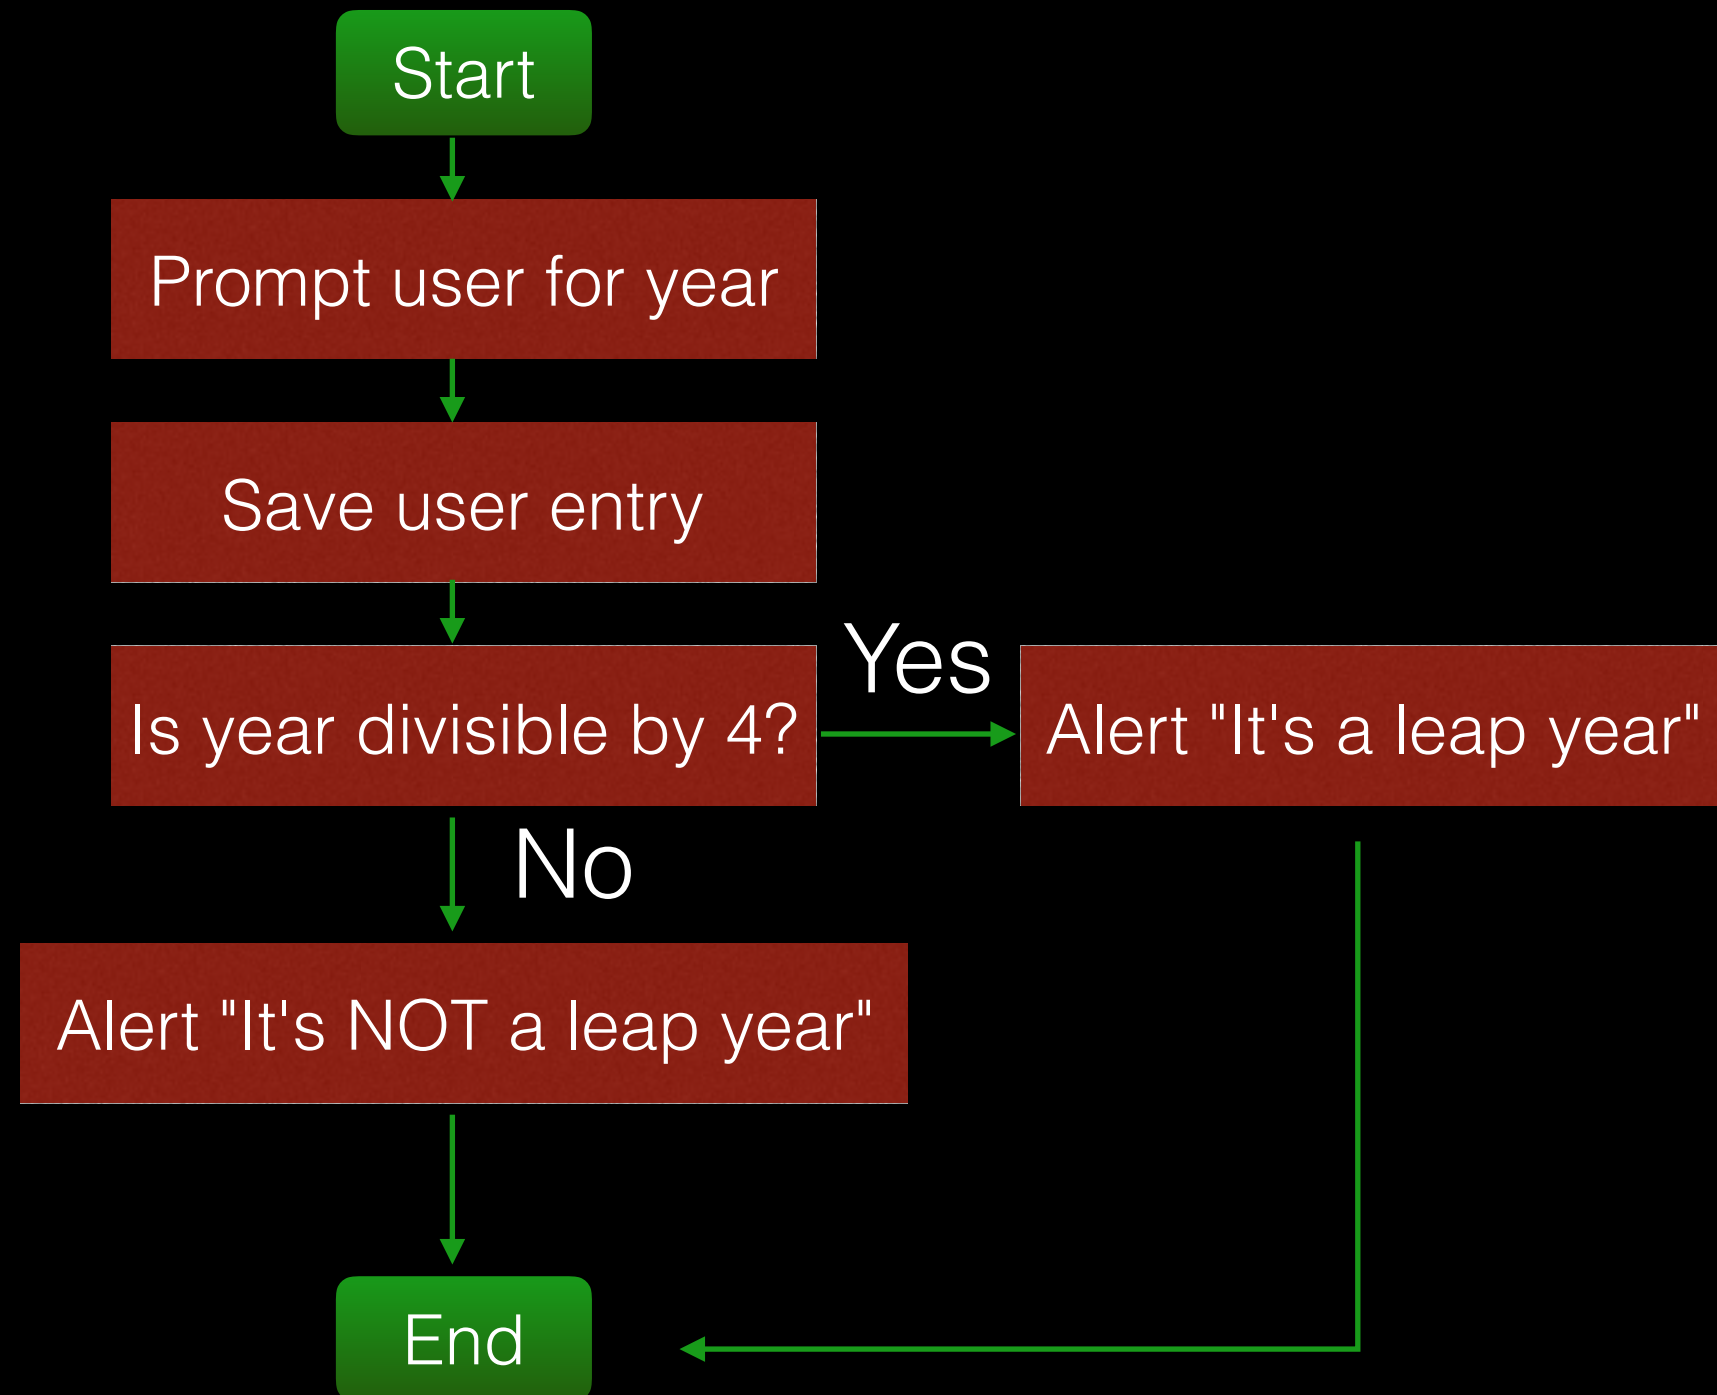 Start
Prompt user for year
Save user entry
Is year divisible by 4?
Yes
Alert "It's a leap year"
No
Alert "It's NOT a leap year"
End